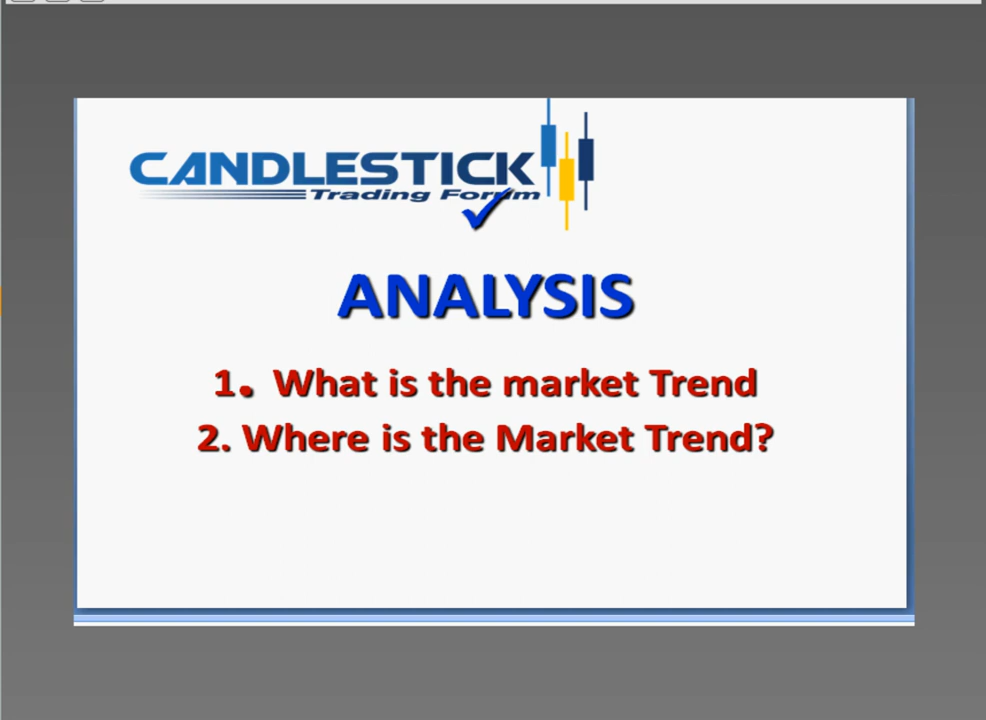 CANDLESTICK
Trading Forum
ANALYSIS
1. What is the market Trend
2. Where is the Market Trend?